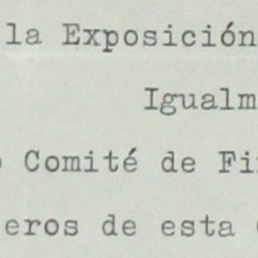 la Exposición
Igualm
Comité de Fi
eros de esta